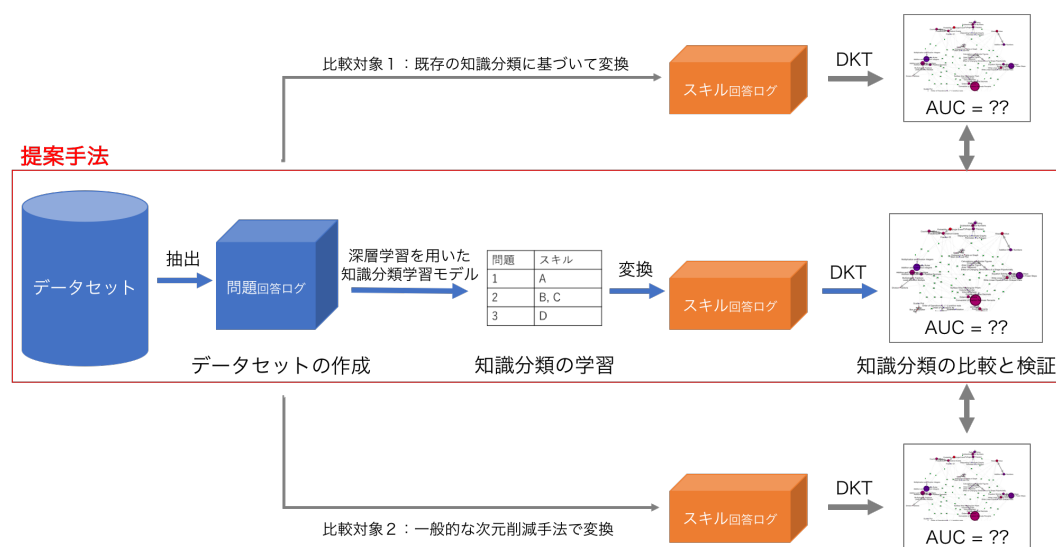 比較対象1：既存の知識分類に基づいて変換
スキル回答ログ
DKT
AUC = ??
提案手法
データセット
抽出
問題回答ログ
深層学習を用いた
知識分類学習モデル
問題 スキル
1 A
2 B, C
3 D
変換
スキル回答ログ
DKT
AUC = ??
データセットの作成
知識分類の学習
知識分類の比較と検証
比較対象2：一般的な次元削減手法で変換
スキル回答ログ
DKT
AUC = ??